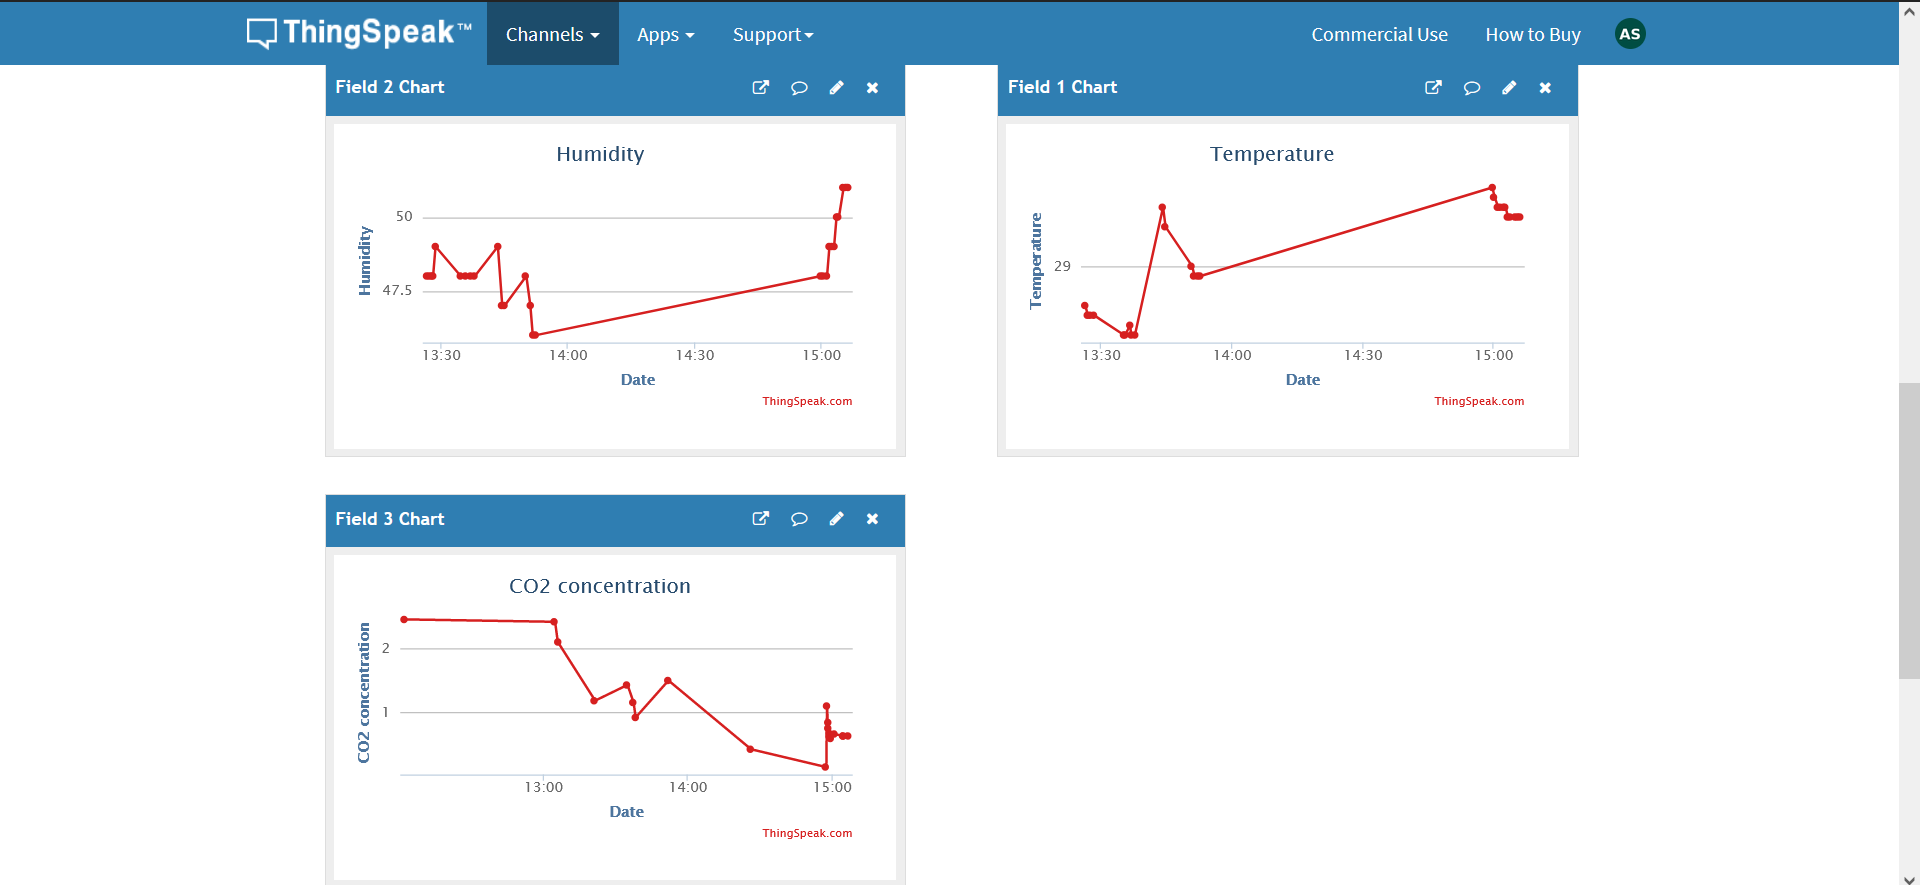 ThingSpeak™ Channels Apps Support Commercial Use How to Buy AS
Field 2 Chart
Humidity
Humidity
50
47.5
13:30 14:00 14:30 15:00
Date
ThingSpeak.com
Field 1 Chart
Temperature
Temperature
29
13:30 14:00 14:30 15:00
Date
ThingSpeak.com
Field 3 Chart
CO2 concentration
CO2 concentration
2
1
13:00 14:00 15:00
Date
ThingSpeak.com